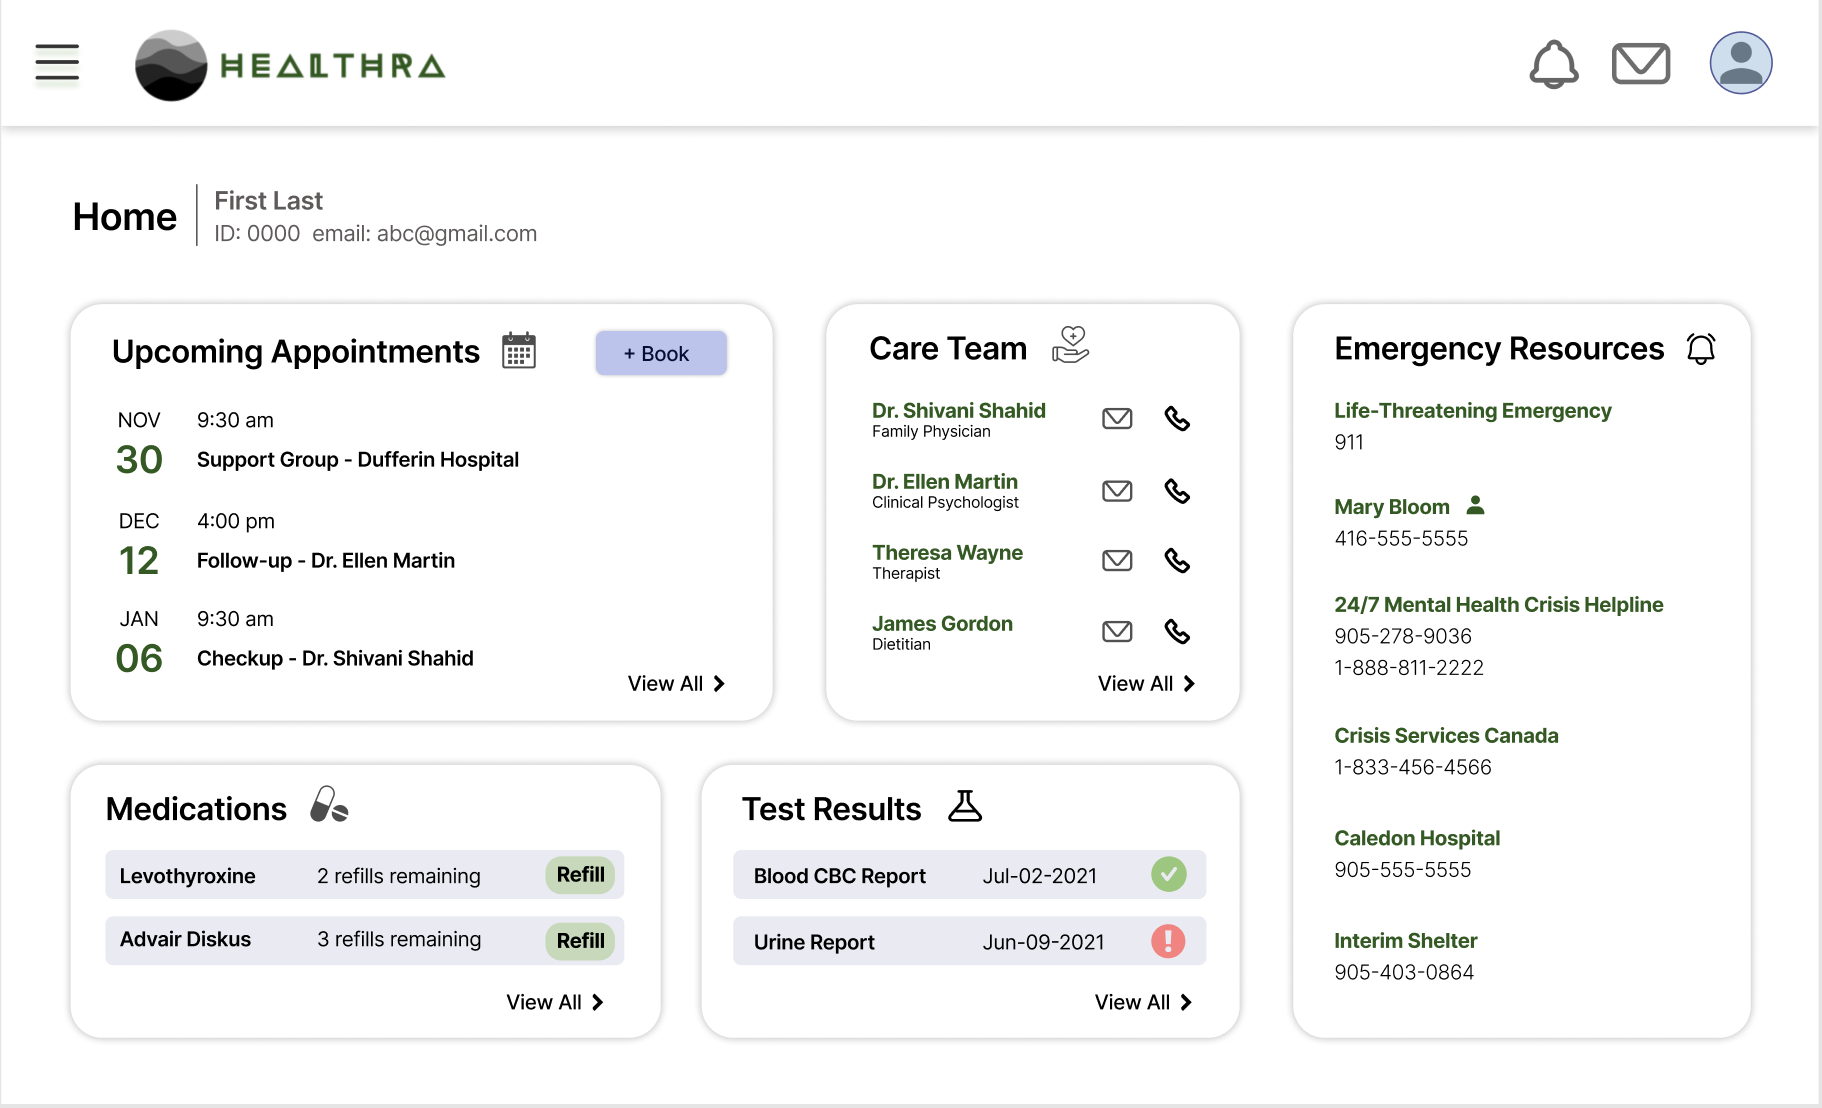 HEALTHRA
Home
First Last
ID: 0000 email: abc@gmail.com
Upcoming Appointments
+ Book
NOV
30
9:30 am
Support Group - Dufferin Hospital
DEC
12
4:00 pm
Follow-up - Dr. Ellen Martin
JAN
06
9:30 am
Checkup - Dr. Shivani Shahid
View All
Care Team
Dr. Shivani Shahid
Family Physician
Dr. Ellen Martin
Clinical Psychologist
Theresa Wayne
Therapist
James Gordon
Dietitian
View All
Emergency Resources
Life-Threatening Emergency
911
Mary Bloom
416-555-5555
24/7 Mental Health Crisis Helpline
905-278-9036
1-888-811-2222
Crisis Services Canada
1-833-456-4566
Caledon Hospital
905-555-5555
Interim Shelter
905-403-0864
Medications
Levothyroxine 2 refills remaining Refill
Advair Diskus 3 refills remaining Refill
View All
Test Results
Blood CBC Report Jul-02-2021
Urine Report Jun-09-2021
View All